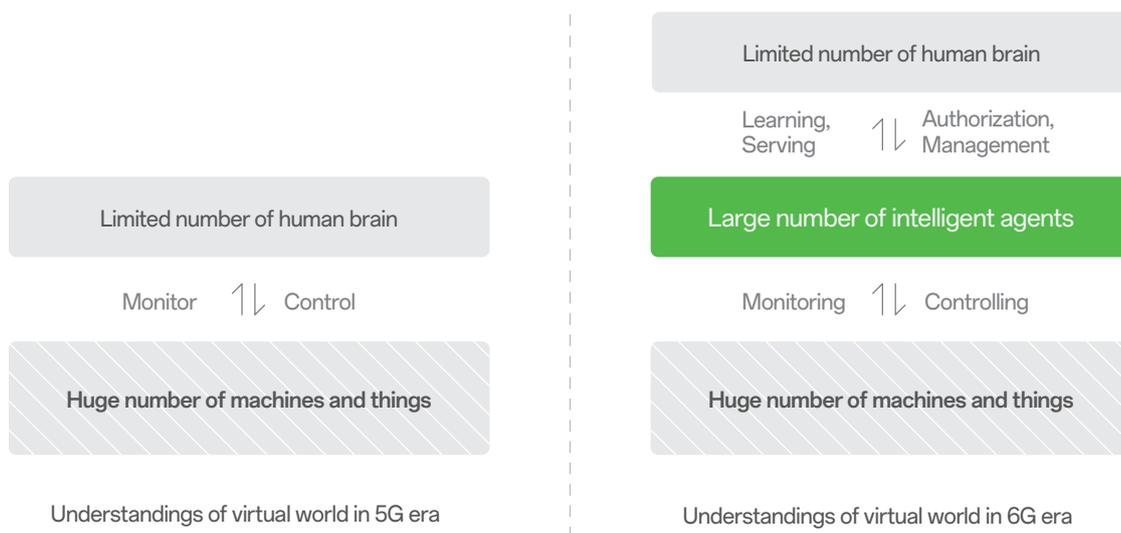 Limited number of human brain
Monitor
Control
Huge number of machines and things
Understandings of virtual world in 5G era
Limited number of human brain
Learning,
Serving
Authorization,
Management
Large number of intelligent agents
Monitoring
Controlling
Huge number of machines and things
Understandings of virtual world in 6G era